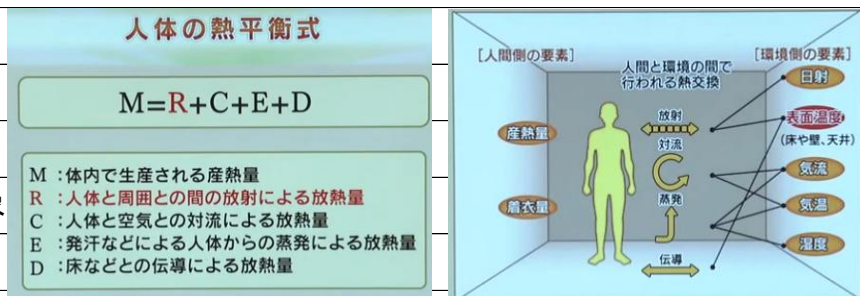 人体の熱平衡式
M=R+C+E+D
M：体内で生産される産熱量
R：人体と周囲との間の放射による放熱量
C：人体と空気との対流による放熱量
E：発汗などによる人体からの蒸発による放熱量
D：床などとの伝導による放熱量
[人間側の要素]
[環境側の要素]
人間と環境の間で
行われる熱交換
産熱量
着衣量
放射
対流
蒸発
伝導
日射
表面温度
(床や壁、天井)
気流
気温
湿度